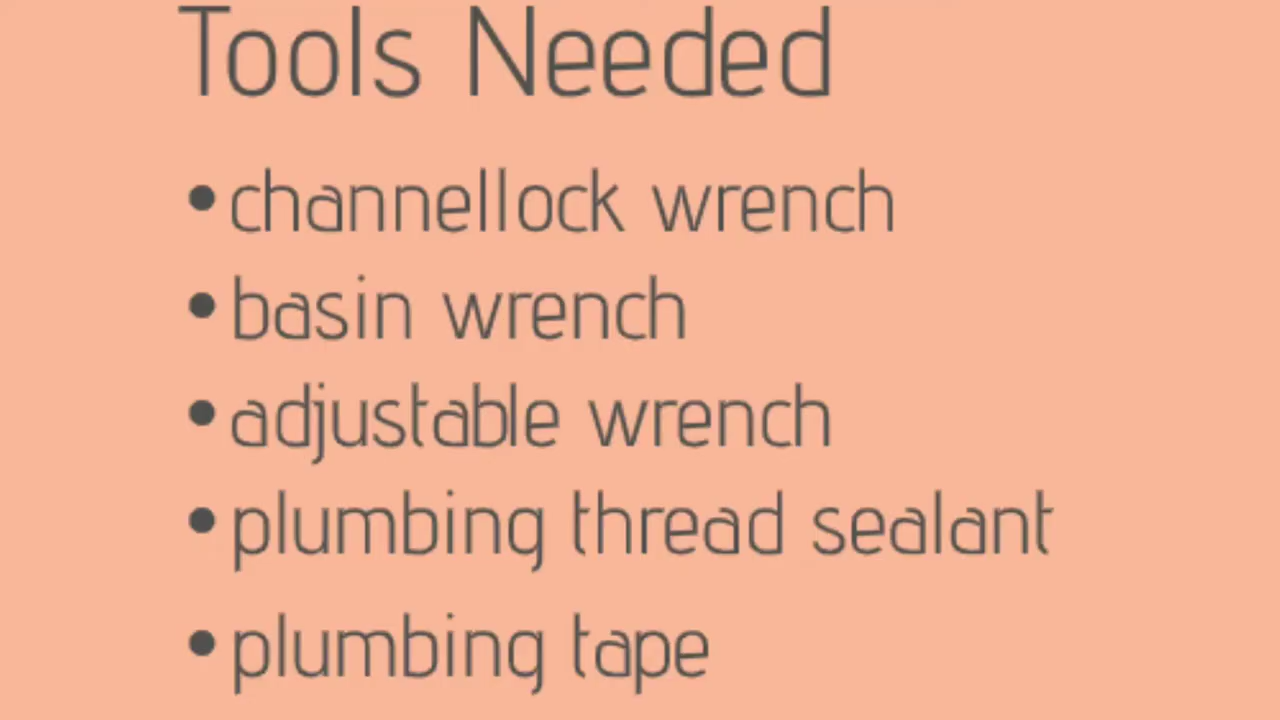 Tools Needed
•channellock wrench
•basin wrench
•adjustable wrench
•plumbing thread sealant
•plumbing tape